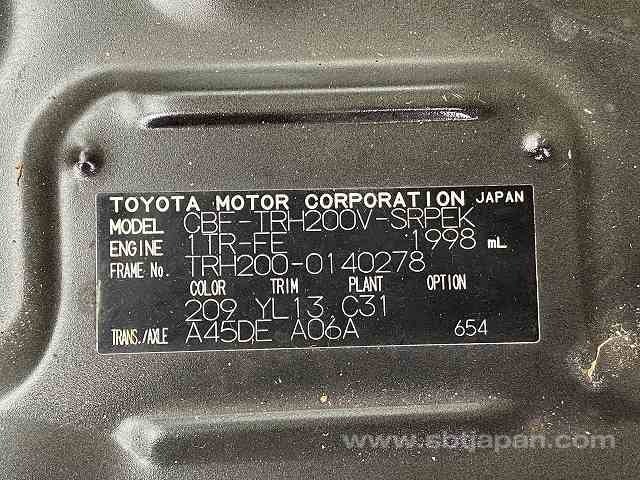 TOYOTA MOTOR CORPORATION JAPAN
MODEL CBF-TRH200V-SRPEK
ENGINE 1TR-FE 1998 mL
FRAME No. TRH200-0140278
COLOR TRIM PLANT OPTION
209 YL13 C31
TRANS./AXLE A45DE A06A 654
www.sbtjapan.com